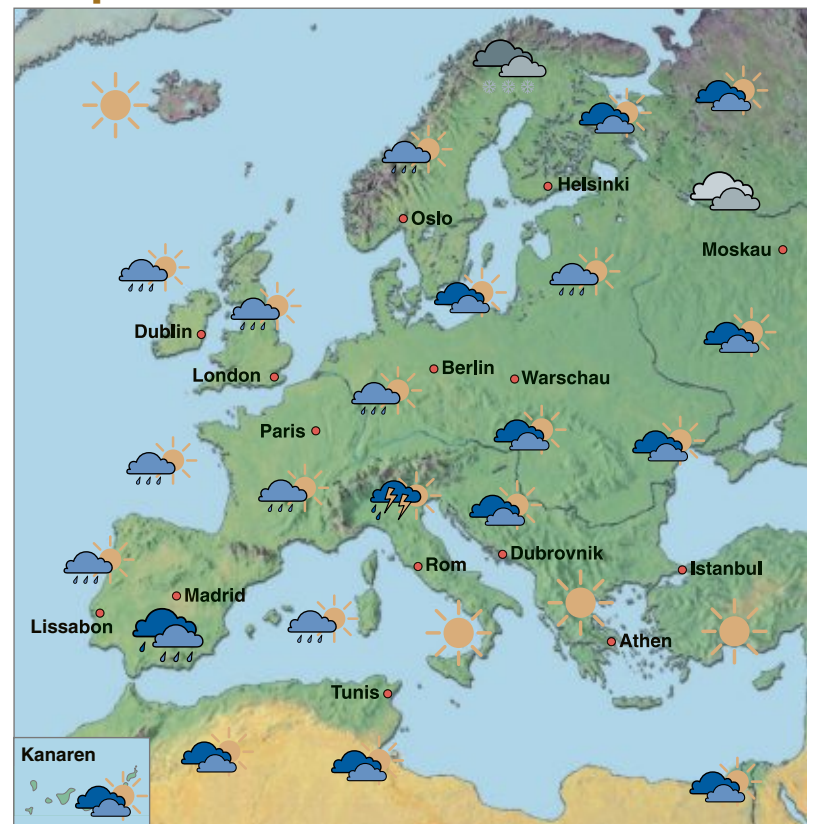 Helsinki
Oslo
Moskau
Dublin
Berlin
London
Warschau
Paris
Dubrovnik
Rom
Istanbul
Madrid
Lissabon
Athen
Tunis
Kanaren